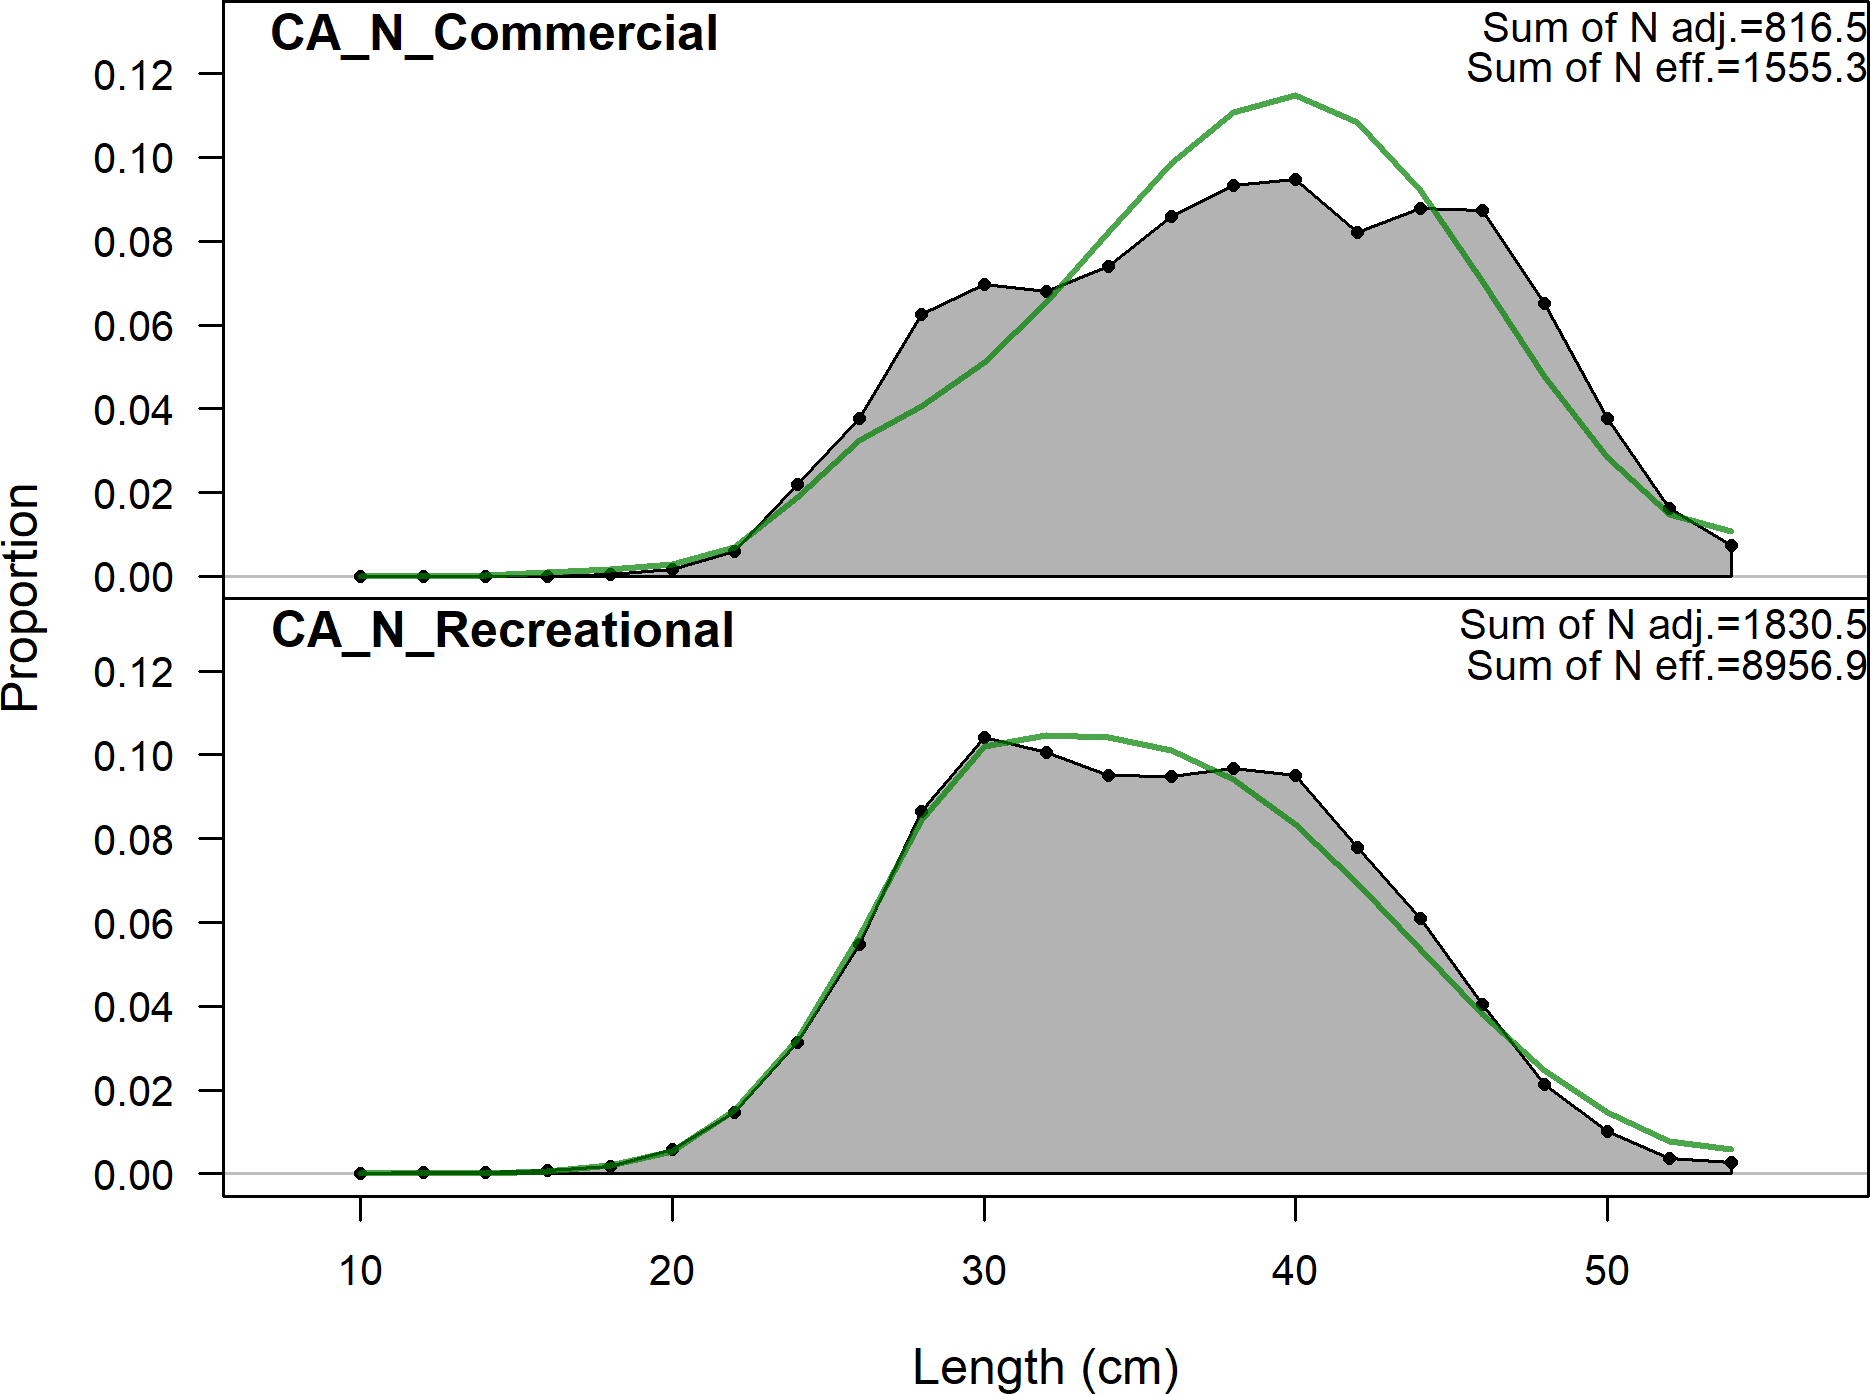 CA_N_Commercial
Sum of N adj.=816.5
Sum of N eff.=1555.3
0.12
0.10
0.08
0.06
0.04
0.02
0.00
Proportion
CA_N_Recreational
Sum of N adj.=1830.5
Sum of N eff.=8956.9
0.12
0.10
0.08
0.06
0.04
0.02
0.00
10 20 30 40 50
Length (cm)